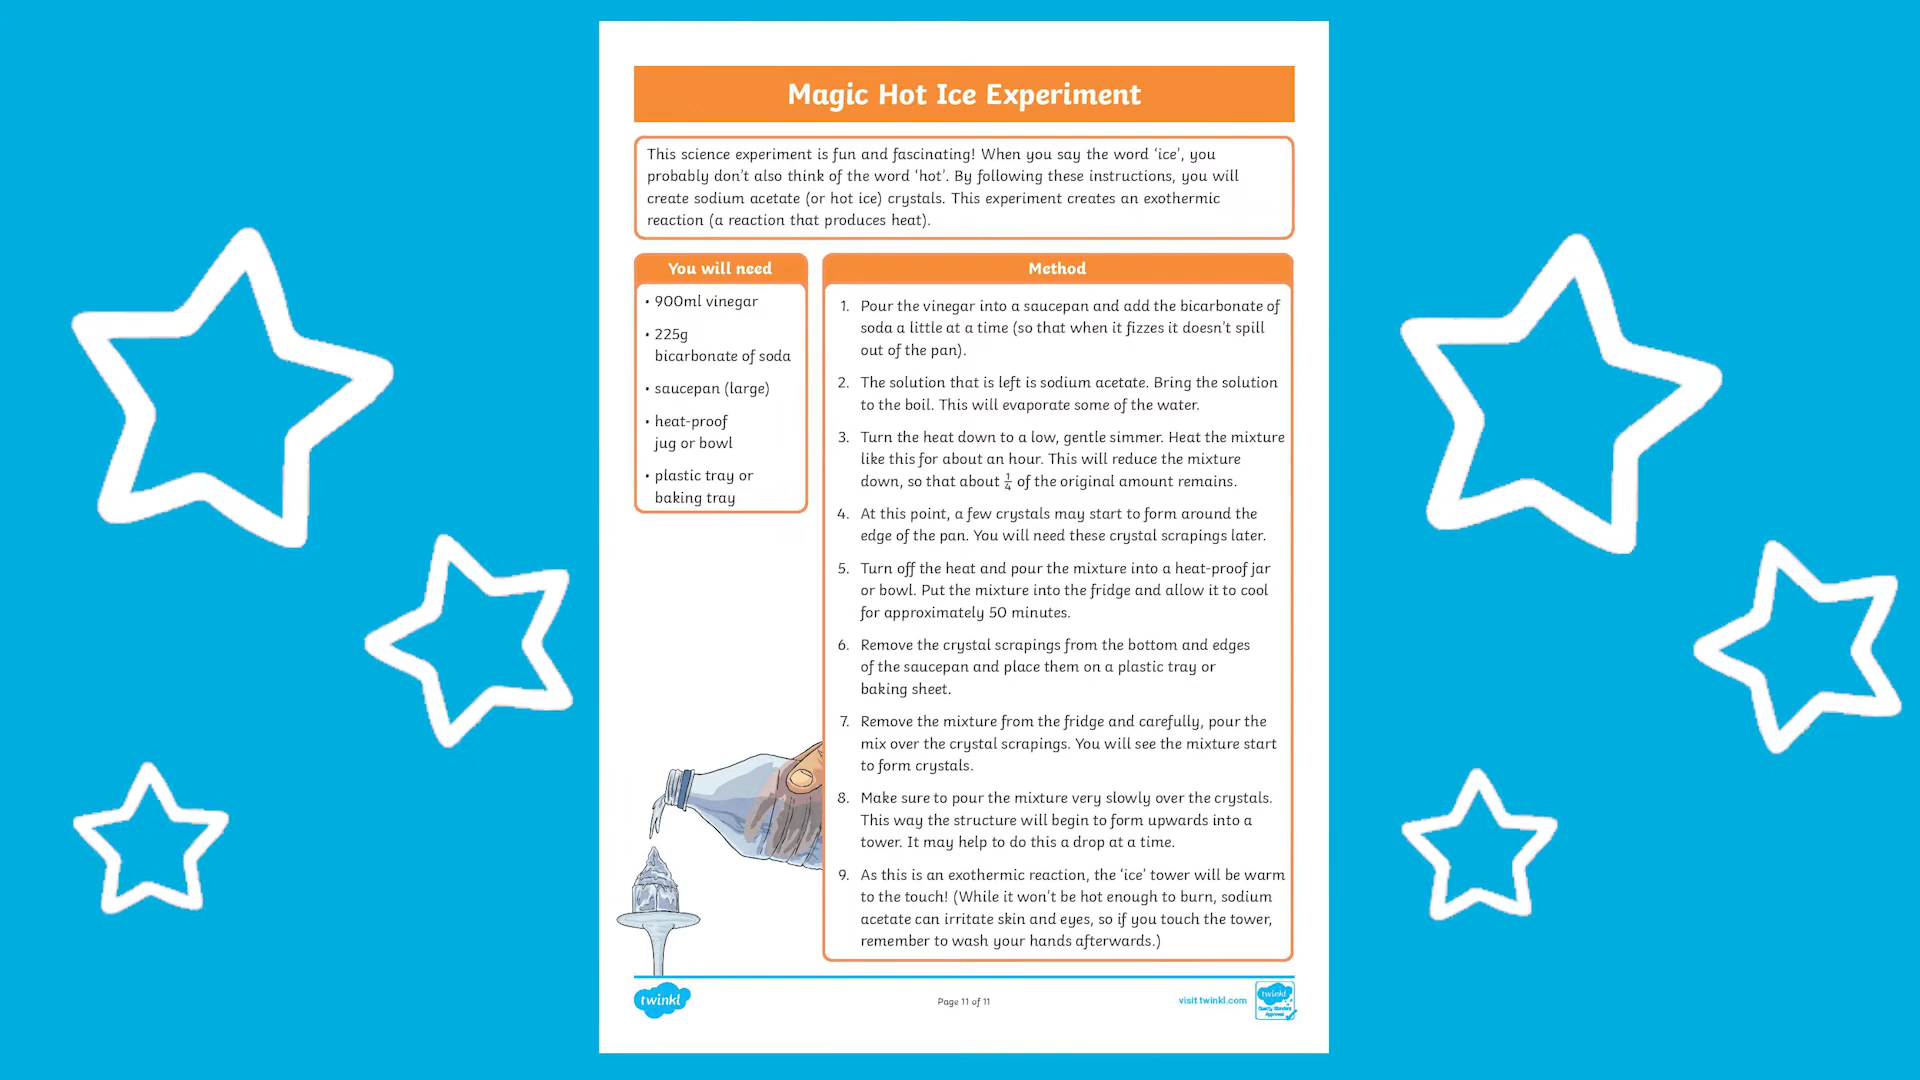 Magic Hot Ice Experiment
This science experiment is fun and fascinating! When you say the word ‘ice’, you
probably don’t also think of the word ‘hot’. By following these instructions, you will
create sodium acetate (or hot ice) crystals. This experiment creates an exothermic
reaction (a reaction that produces heat).
You will need
• 900ml vinegar
• 225g
bicarbonate of soda
• saucepan (large)
• heat-proof
jug or bowl
• plastic tray or
baking tray
Method
1. Pour the vinegar into a saucepan and add the bicarbonate of
soda a little at a time (so that when it fizzes it doesn’t spill
out of the pan).
2. The solution that is left is sodium acetate. Bring the solution
to the boil. This will evaporate some of the water.
3. Turn the heat down to a low, gentle simmer. Heat the mixture
like this for about an hour. This will reduce the mixture
down, so that about 1/4 of the original amount remains.
4. At this point, a few crystals may start to form around the
edge of the pan. You will need these crystal scrapings later.
5. Turn off the heat and pour the mixture into a heat-proof jar
or bowl. Put the mixture into the fridge and allow it to cool
for approximately 50 minutes.
6. Remove the crystal scrapings from the bottom and edges
of the saucepan and place them on a plastic tray or
baking sheet.
7. Remove the mixture from the fridge and carefully, pour the
mix over the crystal scrapings. You will see the mixture start
to form crystals.
8. Make sure to pour the mixture very slowly over the crystals.
This way the structure will begin to form upwards into a
tower. It may help to do this a drop at a time.
9. As this is an exothermic reaction, the ‘ice’ tower will be warm
to the touch! (While it won’t be hot enough to burn, sodium
acetate can irritate skin and eyes, so if you touch the tower,
remember to wash your hands afterwards.)
twinkl
Page 11 of 11
visit twinkl.com
twinkl
Quality Standard
Approved